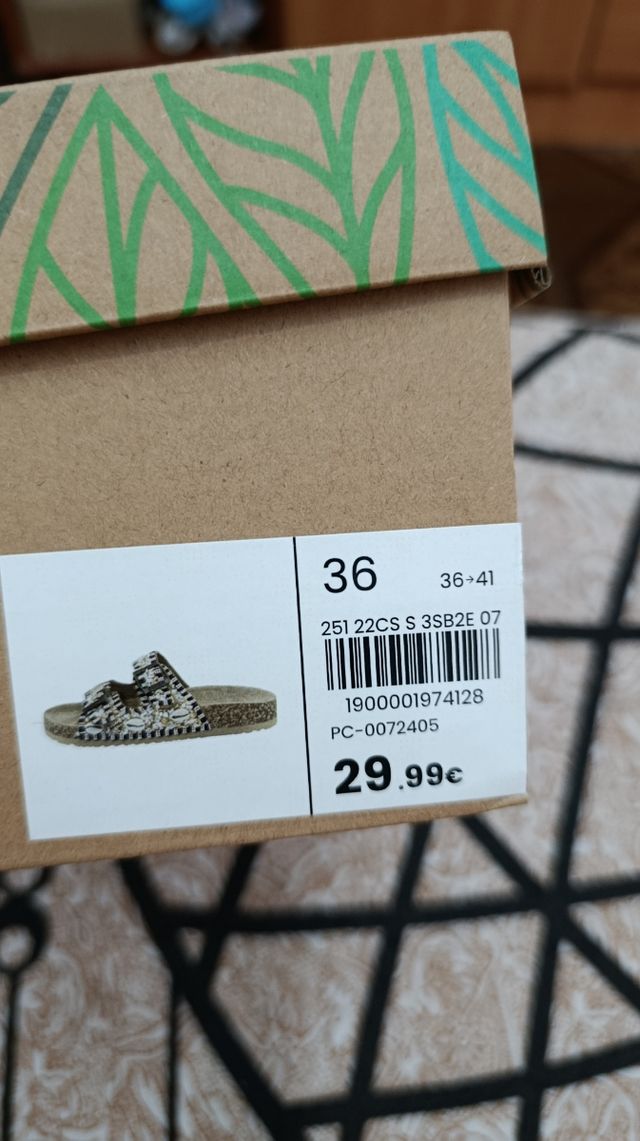 36
36→41
251 22CS S 3SB2E 07
1900001974128
PC-0072405
29.99€